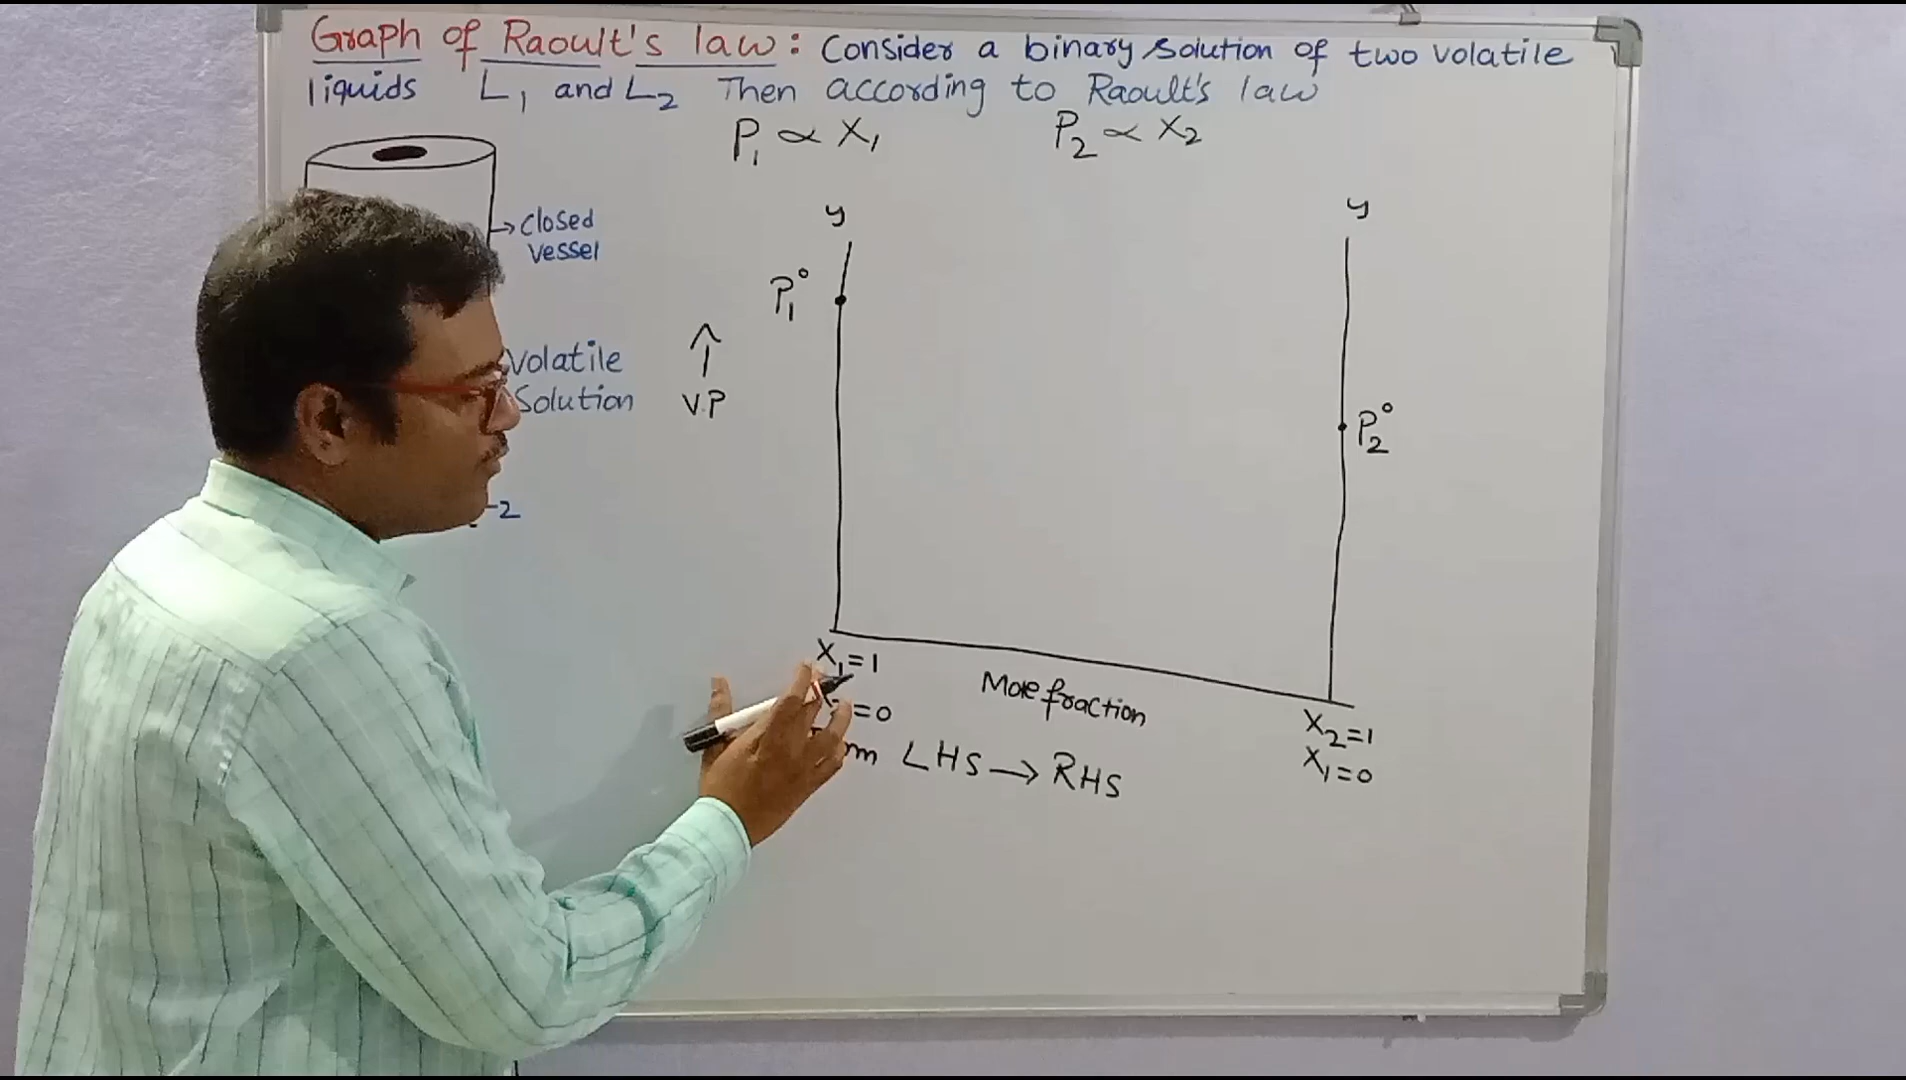 Graph of Raoult's law: Consider a binary solution of two volatile
liquids L₁ and L₂ Then according to Raoult's law
P₁ ∝ X₁ P₂ ∝ X₂
→ Closed
vessel
Volatile
Solution
2
y
P₁°
↑
V.P
y
P₂°
X₁=1
=0
Mole fraction
X₂=1
X₁=0
LHS → RHS